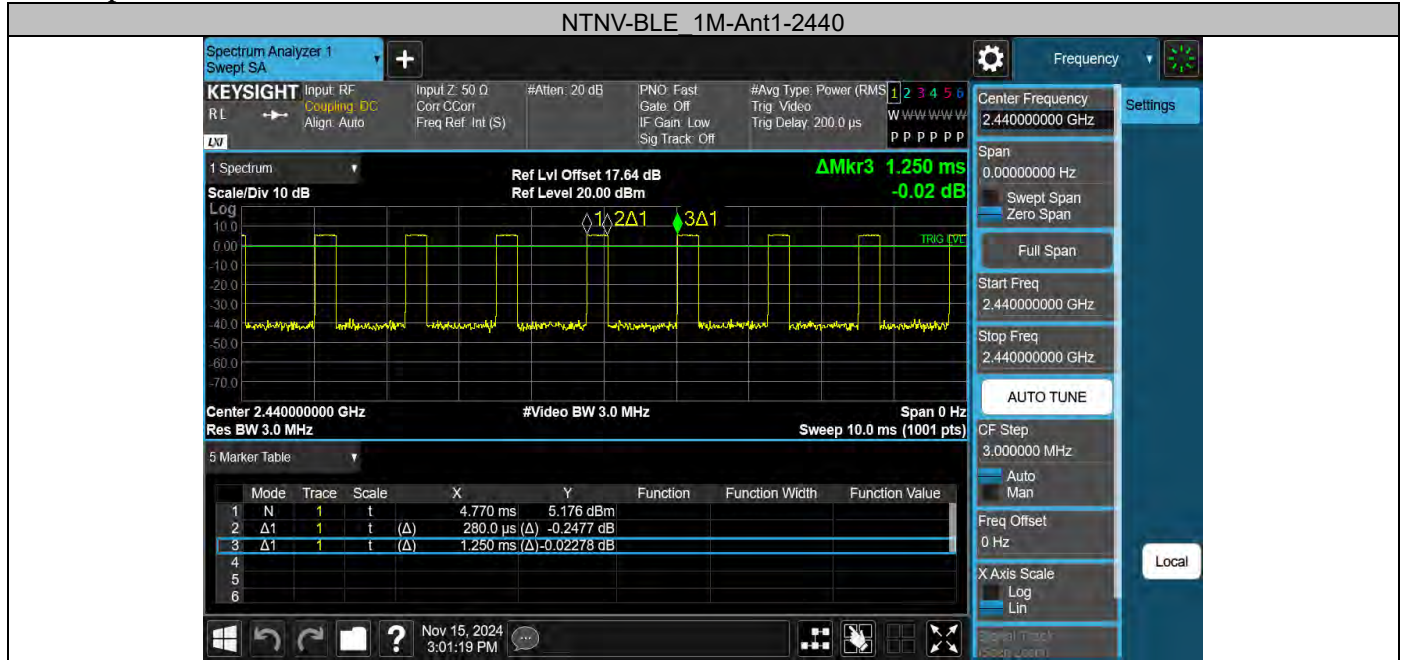 NTNV-BLE_1M-Ant1-2440
Spectrum Analyzer 1
Swept SA
+
Frequency
KEYSIGHT
RL
LXI
Input: RF
Coupling: DC
Align: Auto
Input Z: 50 Ω
Corr CCorr
Freq Ref: Int (S)
#Atten: 20 dB
PNO: Fast
Gate: Off
IF Gain: Low
Sig Track: Off
#Avg Type: Power (RMS
Trig: Video
Trig Delay: 200.0 µs
1 2 3 4 5 6
W W W W W W
P P P P P P
1 Spectrum
Scale/Div 10 dB
Ref Lvl Offset 17.64 dB
Ref Level 20.00 dBm
ΔMkr3 1.250 ms
-0.02 dB
Log
10.0
0.00
-10.0
-20.0
-30.0
-40.0
-50.0
-60.0
-70.0
1 2Δ1 3Δ1
TRIG LVL
Center 2.440000000 GHz
#Video BW 3.0 MHz
Span 0 Hz
Res BW 3.0 MHz
Sweep 10.0 ms (1001 pts)
5 Marker Table
Mode Trace Scale X Y Function Function Width Function Value
1 N 1 t 4.770 ms 5.176 dBm
2 Δ1 1 t (Δ) 280.0 µs (Δ) -0.2477 dB
3 Δ1 1 t (Δ) 1.250 ms (Δ) -0.02278 dB
4
5
6
Nov 15, 2024
3:01:19 PM
Center Frequency
2.440000000 GHz
Settings
Span
0.00000000 Hz
Swept Span
Zero Span
Full Span
Start Freq
2.440000000 GHz
Stop Freq
2.440000000 GHz
AUTO TUNE
CF Step
3.000000 MHz
Auto
Man
Freq Offset
0 Hz
X Axis Scale
Log
Lin
Local
Signal Track
(Span Zoom)